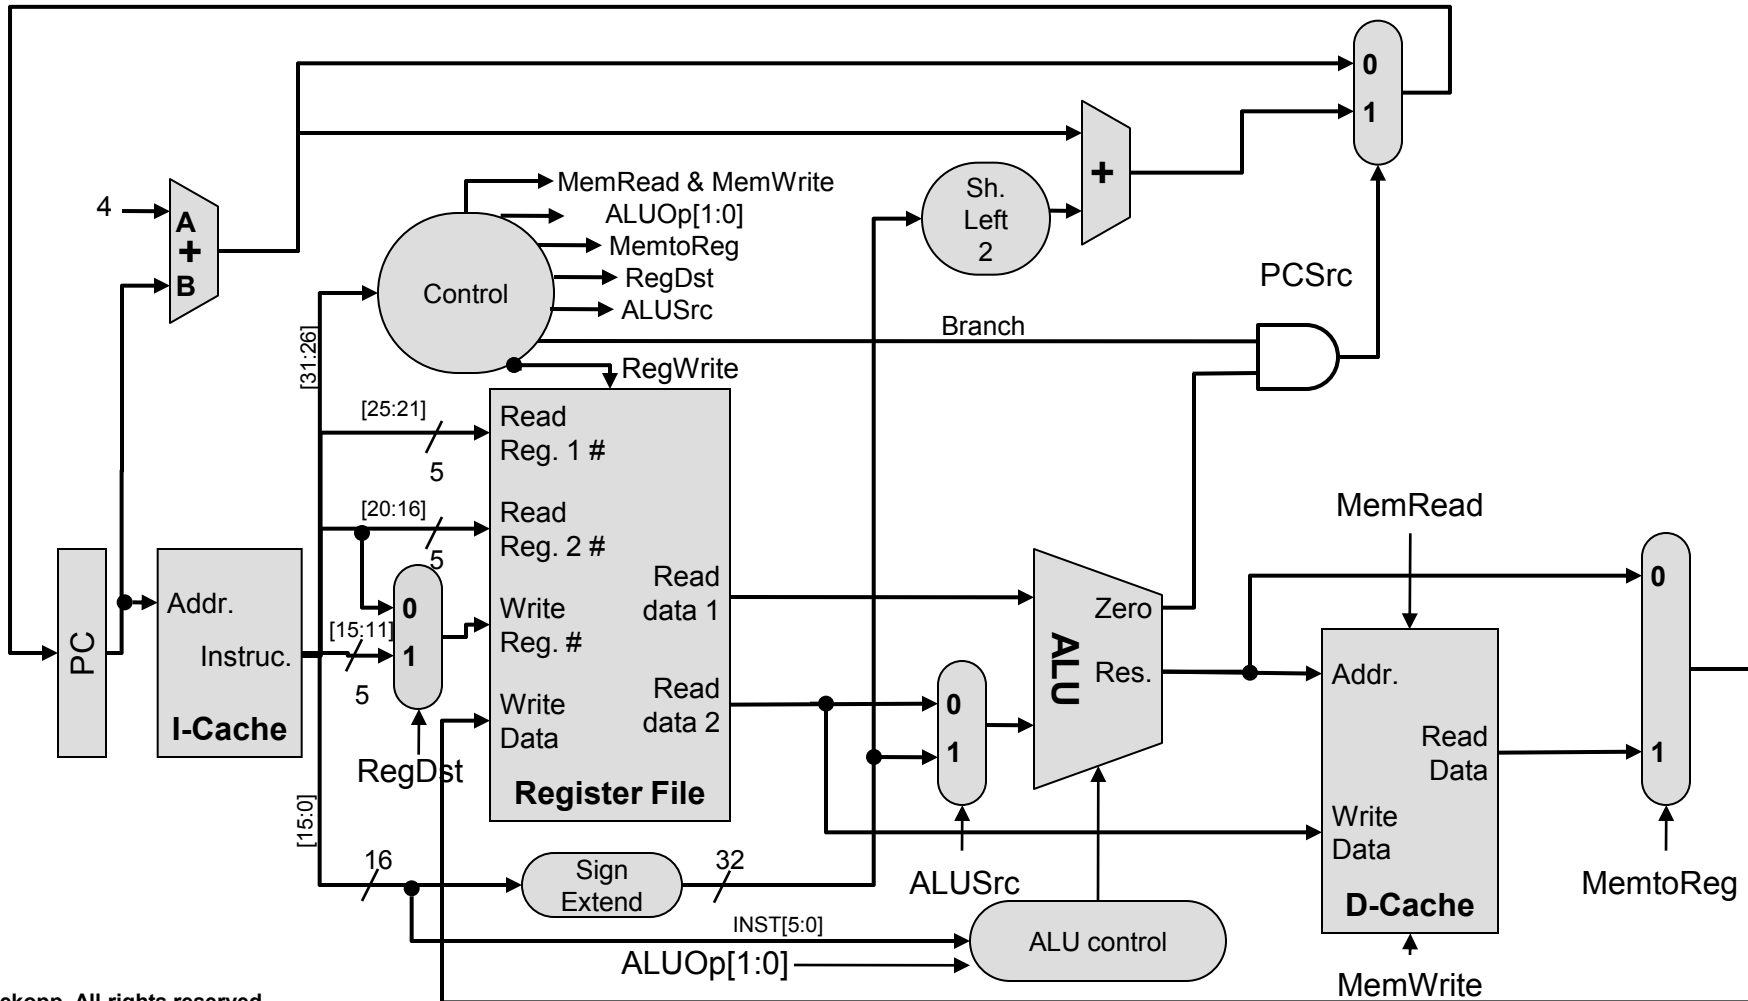 0
1
+
Sh.
Left
2
4
A
+
B
MemRead & MemWrite
ALUOp[1:0]
MemtoReg
RegDst
ALUSrc
Control
PCSrc
Branch
[31:26]
RegWrite
[25:21]
5
Read
Reg. 1 #
[20:16]
5
Read
Reg. 2 #
Write
Reg. #
Write
Data
Read
data 1
Read
data 2
Register File
PC
Addr.
Instruc.
I-Cache
0
1
[15:11]
5
RegDst
[15:0]
16
Sign
Extend
32
0
1
ALUSrc
ALU
Zero
Res.
INST[5:0]
ALUOp[1:0]
ALU control
MemRead
Addr.
Read
Data
Write
Data
D-Cache
MemWrite
0
1
MemtoReg
All rights reserved